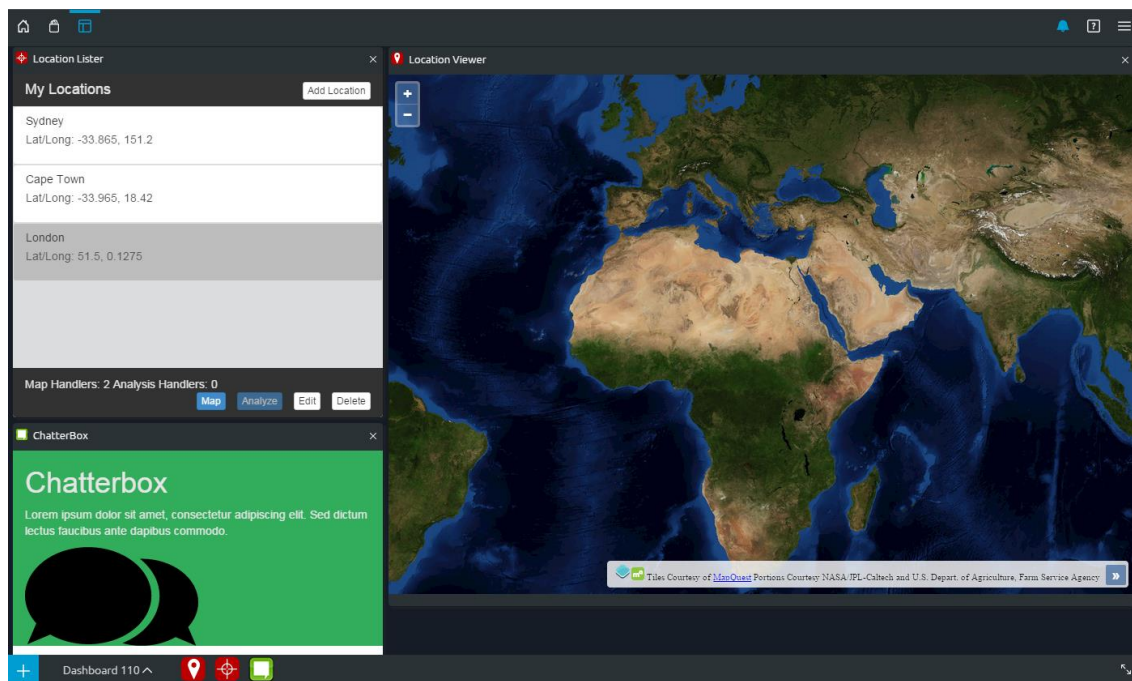 Location Lister
My Locations
Add Location
Sydney
Lat/Long: -33.865, 151.2
Cape Town
Lat/Long: -33.965, 18.42
London
Lat/Long: 51.5, 0.1275
Map Handlers: 2 Analysis Handlers: 0
Map Analyze Edit Delete
ChatterBox
Chatterbox
Lorem ipsum dolor sit amet, consectetur adipiscing elit. Sed dictum
lectus faucibus ante dapibus commodo.
Location Viewer
Tiles Courtesy of MapQuest Portions Courtesy NASA/JPL-Caltech and U.S. Depart. of Agriculture, Farm Service Agency
Dashboard 110